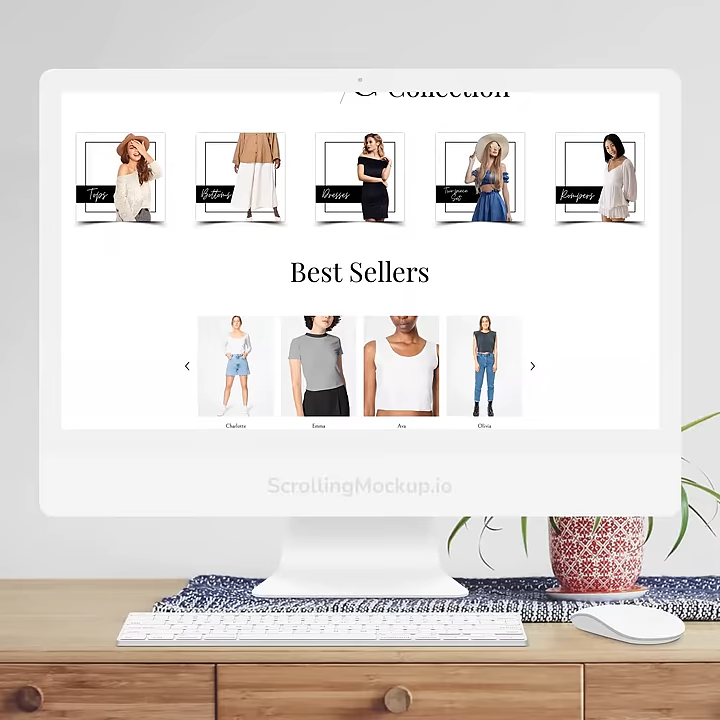 & Collection
Tops
Bottoms
Dresses
Two piece
Set
Rompers
Best Sellers
‹
›
Charlotte
Emma
Ava
Olivia
ScrollingMockup.io